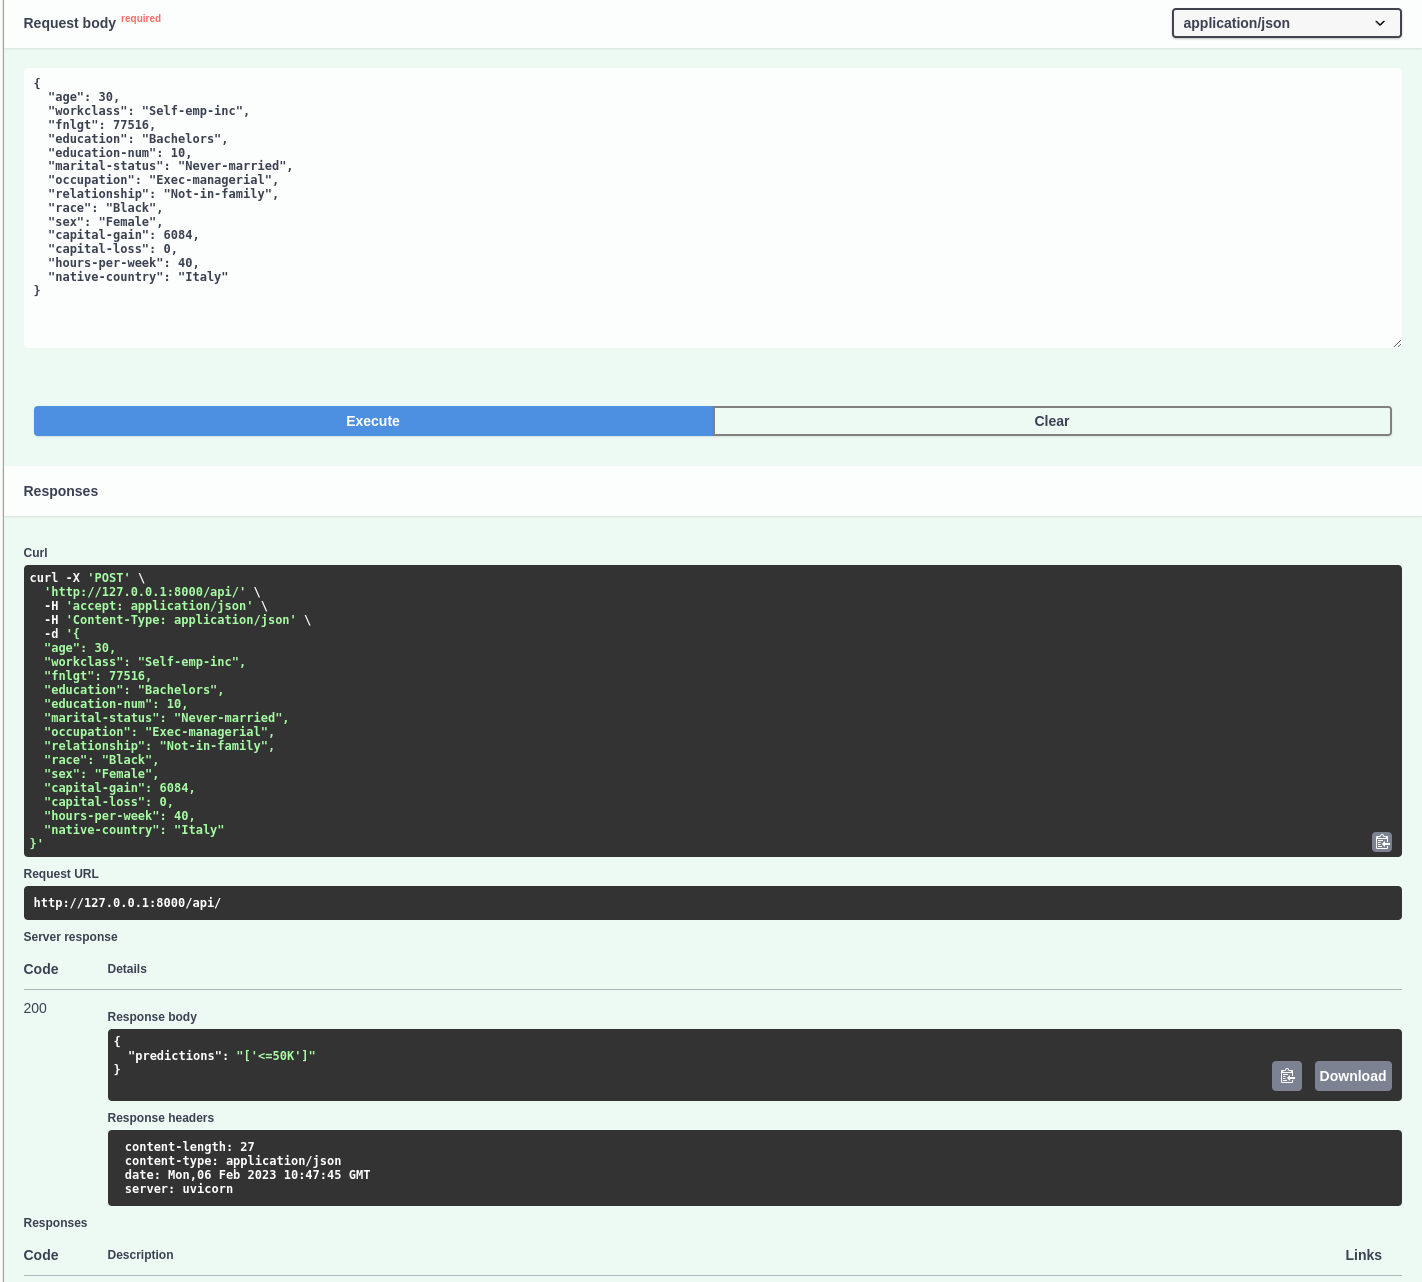 Request body required
application/json
{
  "age": 30,
  "workclass": "Self-emp-inc",
  "fnlgt": 77516,
  "education": "Bachelors",
  "education-num": 10,
  "marital-status": "Never-married",
  "occupation": "Exec-managerial",
  "relationship": "Not-in-family",
  "race": "Black",
  "sex": "Female",
  "capital-gain": 6084,
  "capital-loss": 0,
  "hours-per-week": 40,
  "native-country": "Italy"
}
Execute
Clear
Responses
Curl
curl -X 'POST' \
  'http://127.0.0.1:8000/api/' \
  -H 'accept: application/json' \
  -H 'Content-Type: application/json' \
  -d '{
  "age": 30,
  "workclass": "Self-emp-inc",
  "fnlgt": 77516,
  "education": "Bachelors",
  "education-num": 10,
  "marital-status": "Never-married",
  "occupation": "Exec-managerial",
  "relationship": "Not-in-family",
  "race": "Black",
  "sex": "Female",
  "capital-gain": 6084,
  "capital-loss": 0,
  "hours-per-week": 40,
  "native-country": "Italy"
}'
Request URL
http://127.0.0.1:8000/api/
Server response
Code Details
200
Response body
{
  "predictions": "['<=50K']"
}
Download
Response headers
content-length: 27
content-type: application/json
date: Mon,06 Feb 2023 10:47:45 GMT
server: uvicorn
Responses
Code Description Links